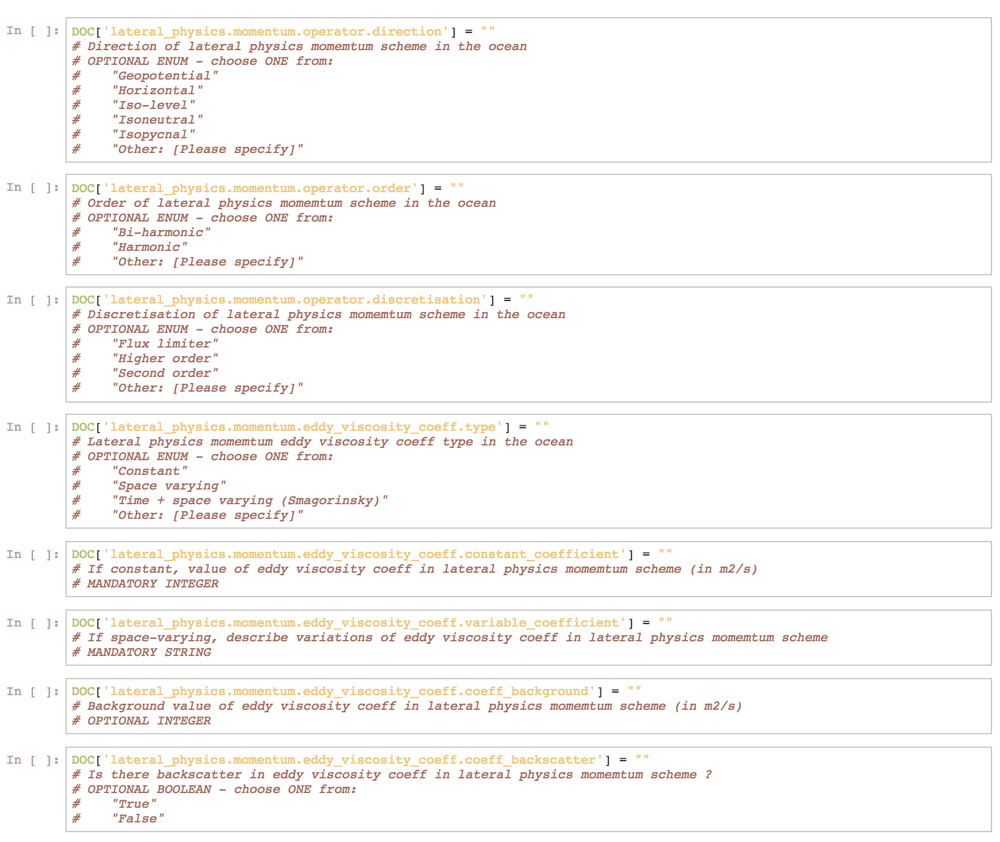 In [ ]: DOC['lateral_physics.momentum.operator.direction'] = ""
# Direction of lateral physics momemtum scheme in the ocean
# OPTIONAL ENUM - choose ONE from:
#    "Geopotential"
#    "Horizontal"
#    "Iso-level"
#    "Isoneutral"
#    "Isopycnal"
#    "Other: [Please specify]"
In [ ]: DOC['lateral_physics.momentum.operator.order'] = ""
# Order of lateral physics momemtum scheme in the ocean
# OPTIONAL ENUM - choose ONE from:
#    "Bi-harmonic"
#    "Harmonic"
#    "Other: [Please specify]"
In [ ]: DOC['lateral_physics.momentum.operator.discretisation'] = ""
# Discretisation of lateral physics momemtum scheme in the ocean
# OPTIONAL ENUM - choose ONE from:
#    "Flux limiter"
#    "Higher order"
#    "Second order"
#    "Other: [Please specify]"
In [ ]: DOC['lateral_physics.momentum.eddy_viscosity_coeff.type'] = ""
# Lateral physics momemtum eddy viscosity coeff type in the ocean
# OPTIONAL ENUM - choose ONE from:
#    "Constant"
#    "Space varying"
#    "Time + space varying (Smagorinsky)"
#    "Other: [Please specify]"
In [ ]: DOC['lateral_physics.momentum.eddy_viscosity_coeff.constant_coefficient'] = ""
# If constant, value of eddy viscosity coeff in lateral physics momemtum scheme (in m2/s)
# MANDATORY INTEGER
In [ ]: DOC['lateral_physics.momentum.eddy_viscosity_coeff.variable_coefficient'] = ""
# If space-varying, describe variations of eddy viscosity coeff in lateral physics momemtum scheme
# MANDATORY STRING
In [ ]: DOC['lateral_physics.momentum.eddy_viscosity_coeff.coeff_background'] = ""
# Background value of eddy viscosity coeff in lateral physics momemtum scheme (in m2/s)
# OPTIONAL INTEGER
In [ ]: DOC['lateral_physics.momentum.eddy_viscosity_coeff.coeff_backscatter'] = ""
# Is there backscatter in eddy viscosity coeff in lateral physics momemtum scheme ?
# OPTIONAL BOOLEAN - choose ONE from:
#    "True"
#    "False"